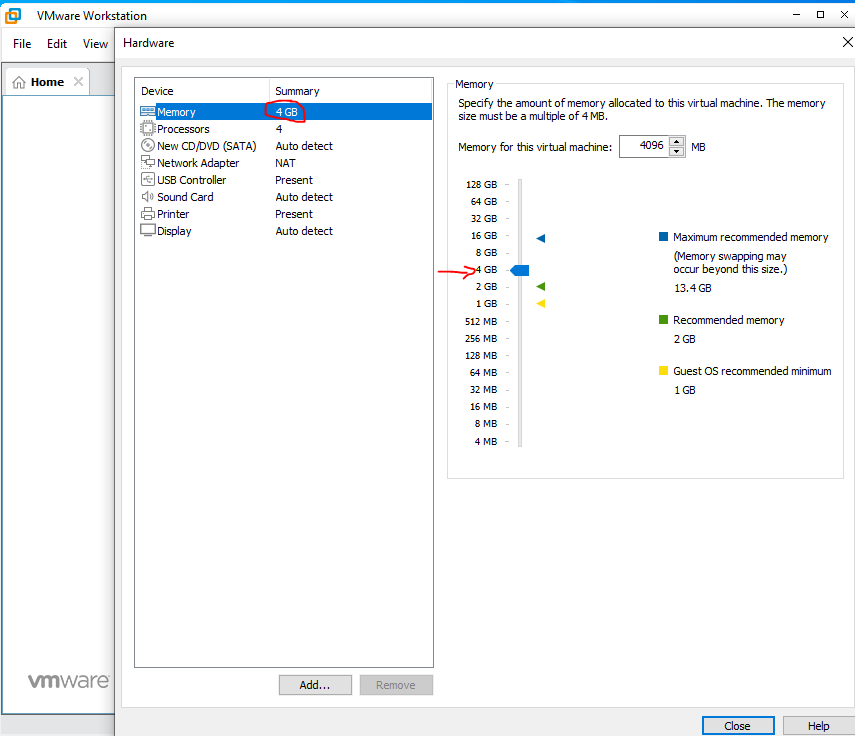 VMware Workstation
File Edit View
Hardware
Home
Device Summary
Memory 4 GB
Processors 4
New CD/DVD (SATA) Auto detect
Network Adapter NAT
USB Controller Present
Sound Card Auto detect
Printer Present
Display Auto detect
Add...
Remove
Memory
Specify the amount of memory allocated to this virtual machine. The memory
size must be a multiple of 4 MB.
Memory for this virtual machine: 4096 MB
128 GB
64 GB
32 GB
16 GB
8 GB
4 GB
2 GB
1 GB
512 MB
256 MB
128 MB
64 MB
32 MB
16 MB
8 MB
4 MB
Maximum recommended memory
(Memory swapping may
occur beyond this size.)
13.4 GB
Recommended memory
2 GB
Guest OS recommended minimum
1 GB
vmware
Close
Help